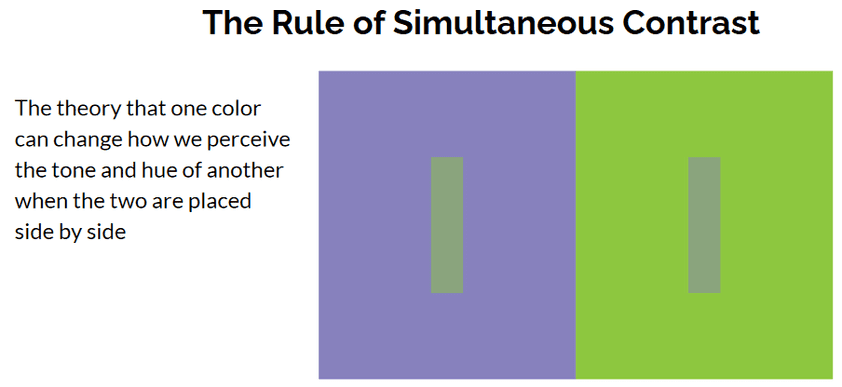 The Rule of Simultaneous Contrast
The theory that one color
can change how we perceive
the tone and hue of another
when the two are placed
side by side